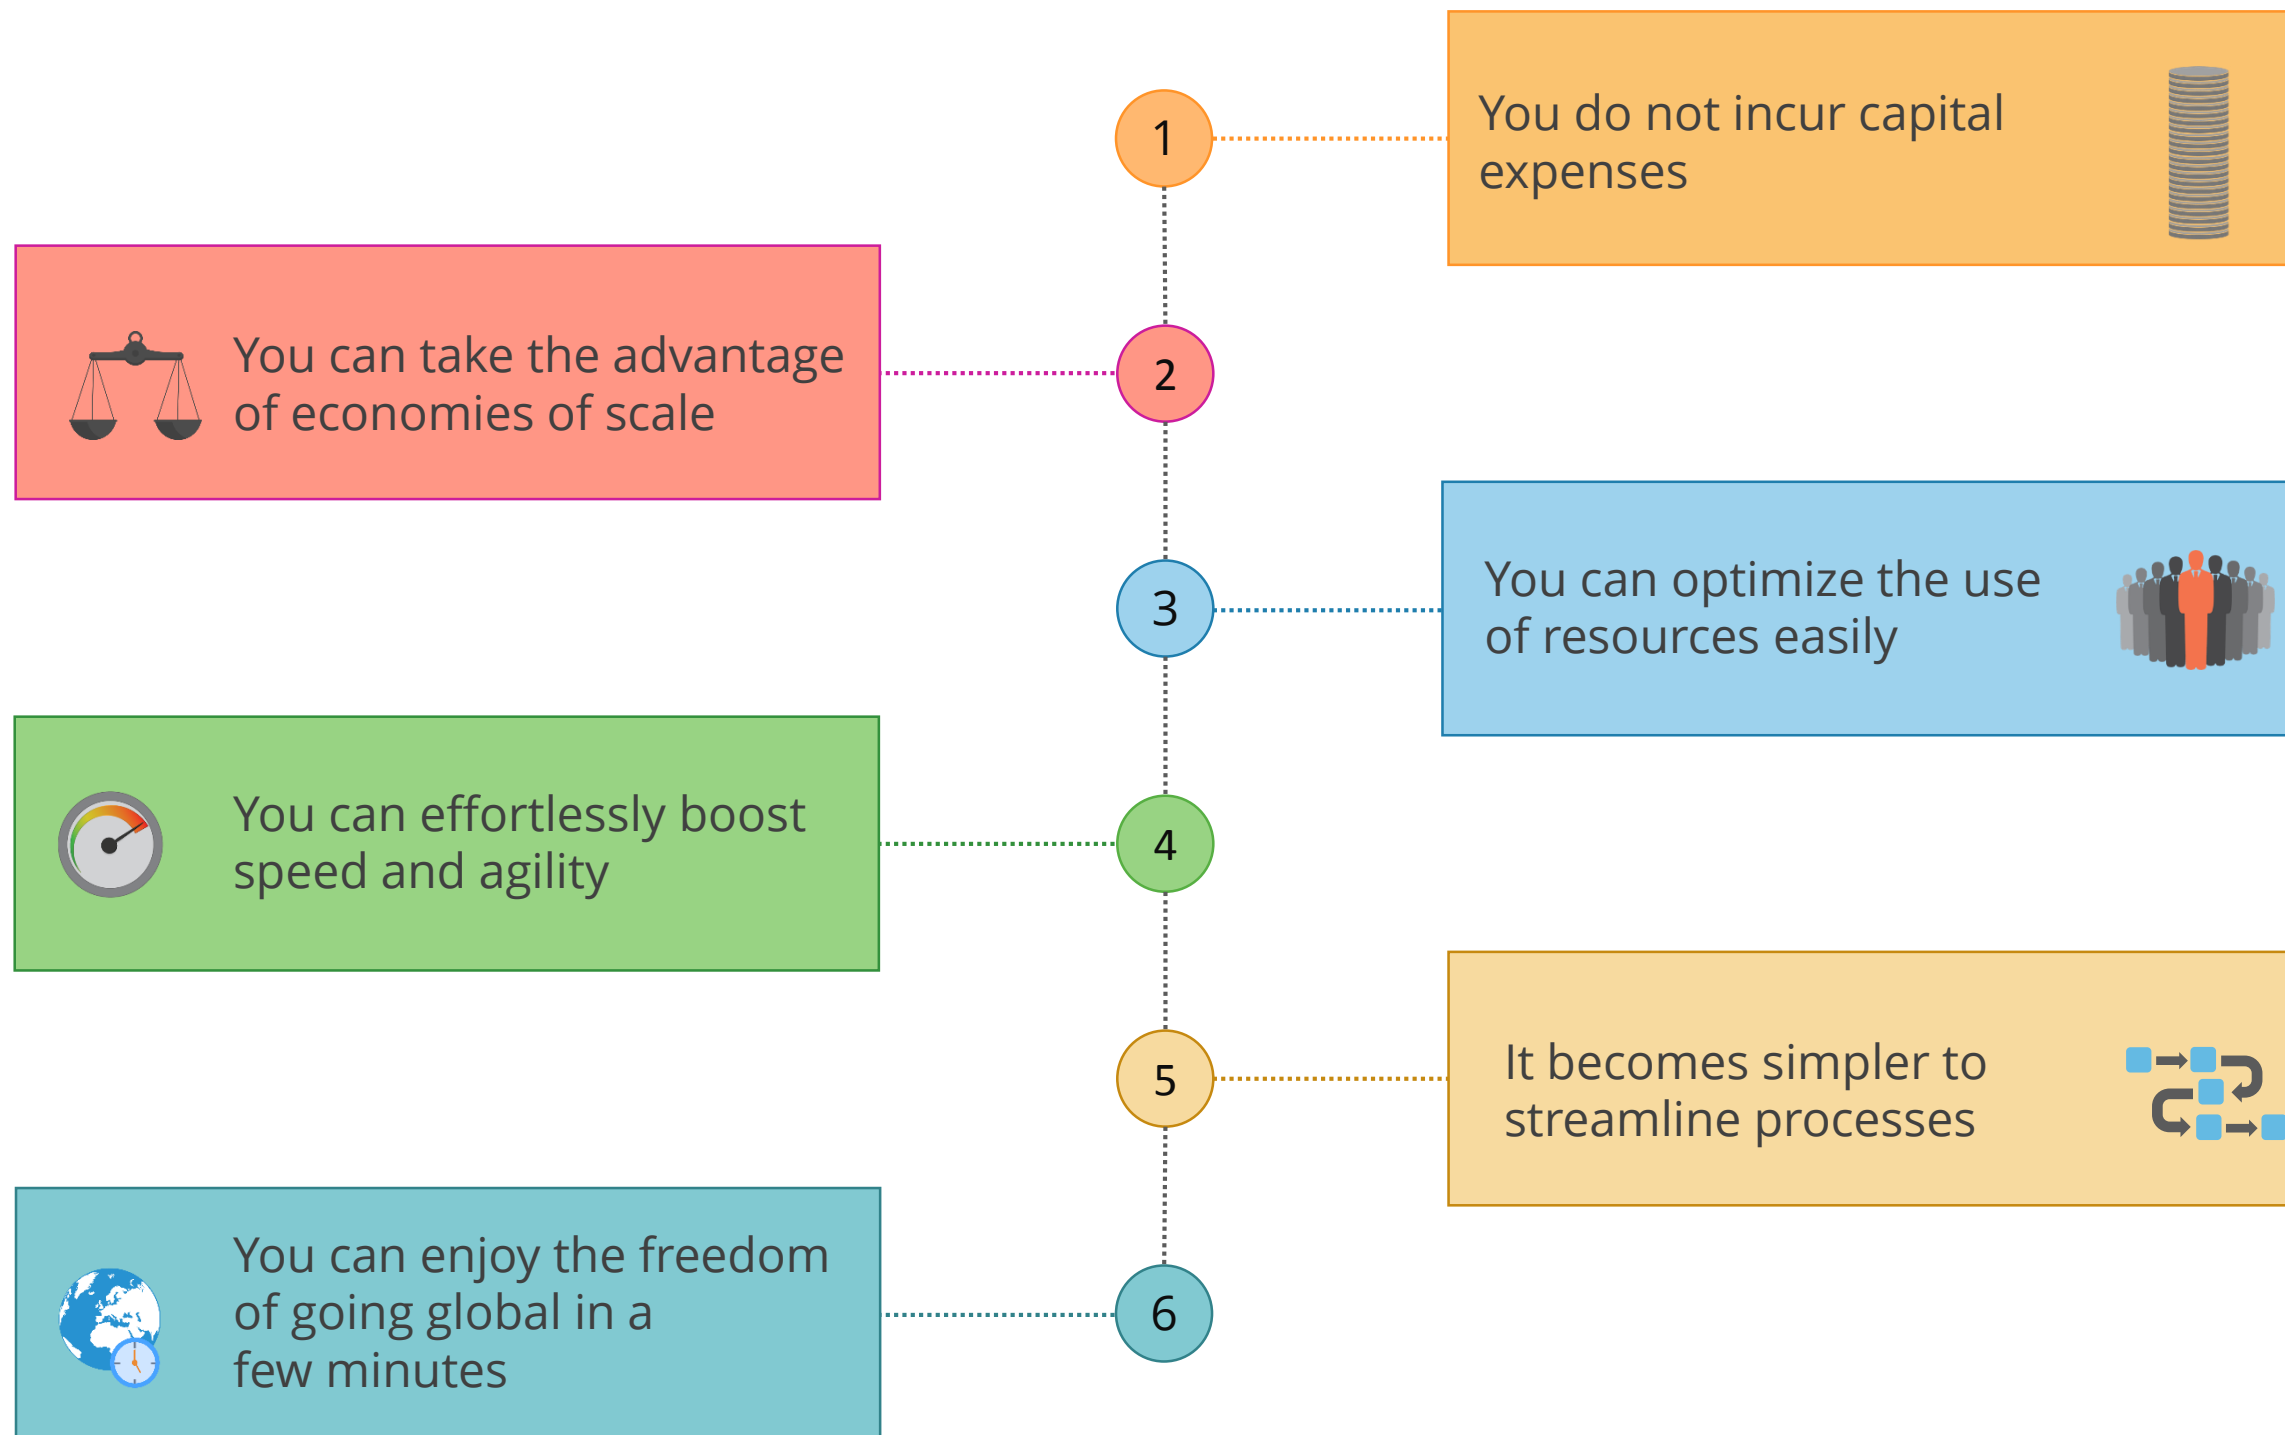 1
You do not incur capital
expenses
2
You can take the advantage
of economies of scale
3
You can optimize the use
of resources easily
4
You can effortlessly boost
speed and agility
5
It becomes simpler to
streamline processes
6
You can enjoy the freedom
of going global in a
few minutes